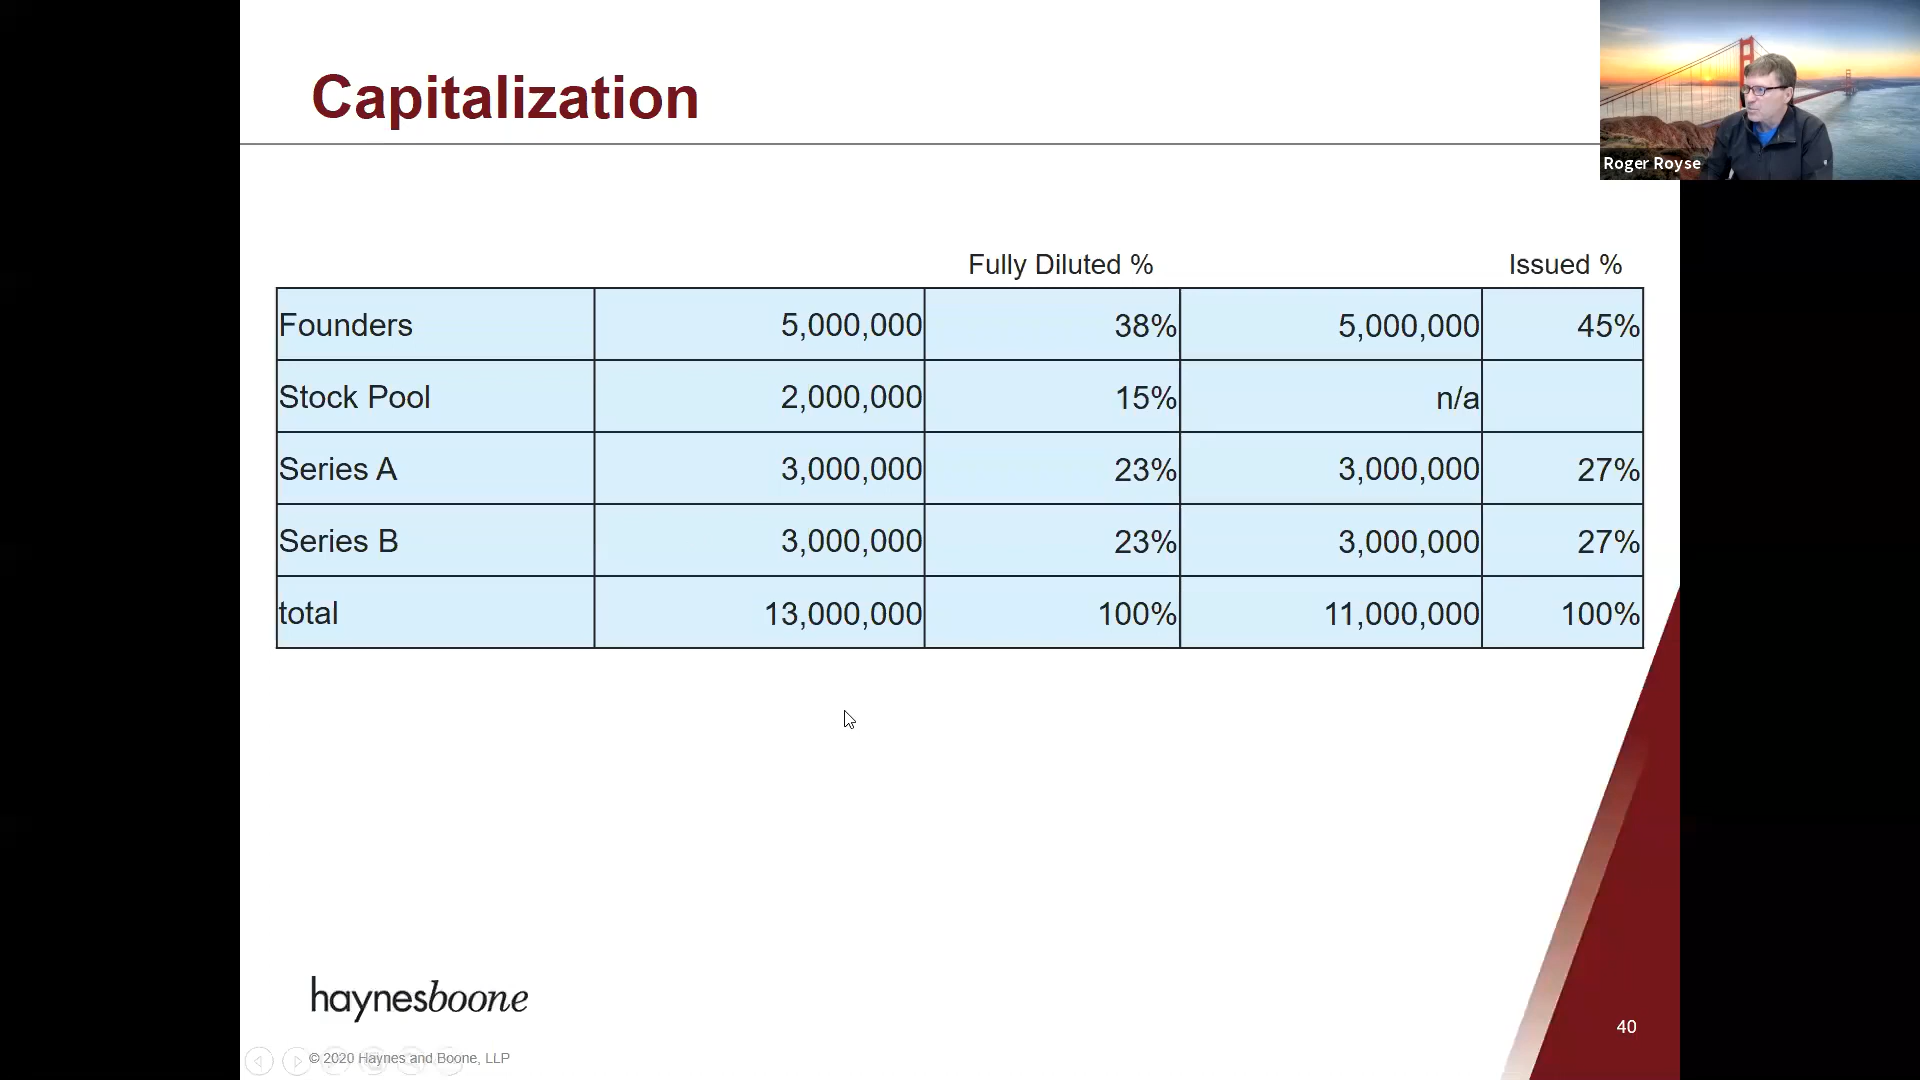 Capitalization
Roger Royse
Fully Diluted % Issued %
Founders 5,000,000 38% 5,000,000 45%
Stock Pool 2,000,000 15% n/a
Series A 3,000,000 23% 3,000,000 27%
Series B 3,000,000 23% 3,000,000 27%
total 13,000,000 100% 11,000,000 100%
haynesboone
40
© 2020 Haynes and Boone, LLP